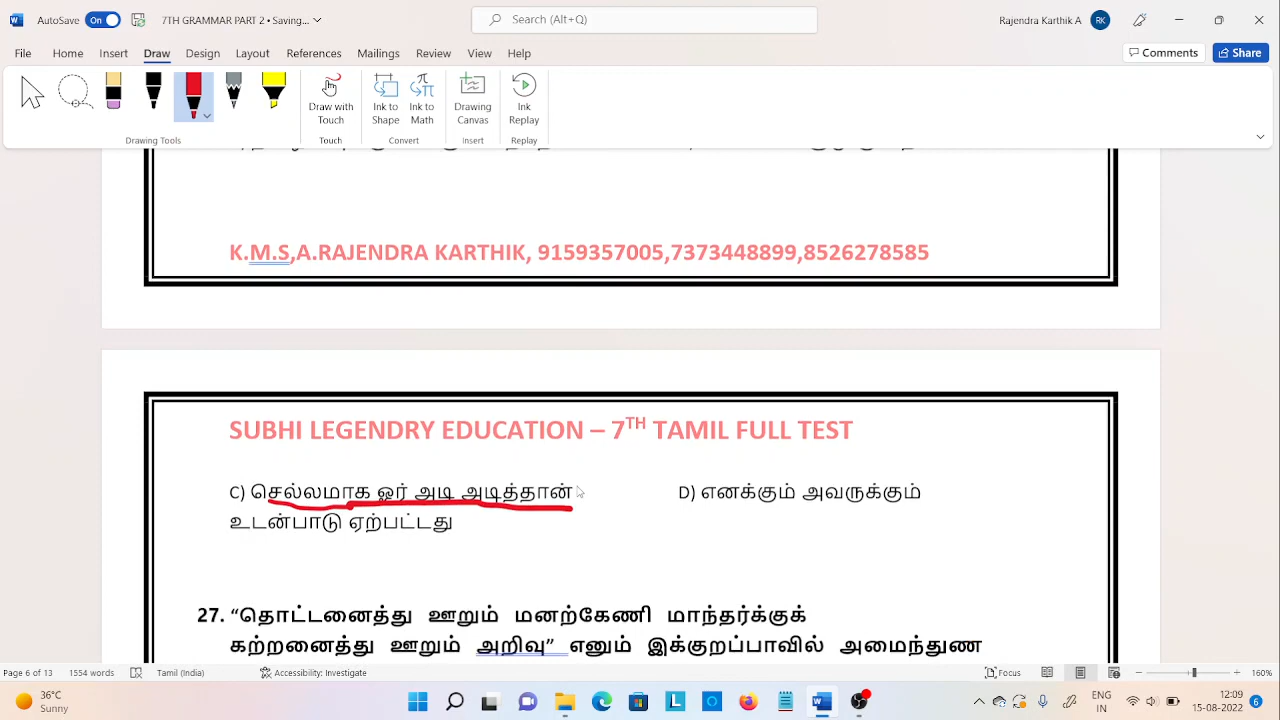 AutoSave On 7TH GRAMMAR PART) - Compati... Search (Alt+Q) Rajendra Karthik A RK
File Home Insert Draw Design Layout References Mailings Review View Help Comments Share
Draw with Touch Ink to Shape Ink to Math Drawing Canvas Ink Replay
Drawing Tools Touch Convert Insert Replay
K.M.S,A.RAJENDRA KARTHIK, 9159357005,7373448899,8526278585
SUBHI LEGENDRY EDUCATION – 7TH TAMIL FULL TEST
C) செல்லமாக ஓர் அடி அடித்தான் D) எனக்கும் அவருக்கும்
உடன்பாடு ஏற்பட்டது
27. “தொட்டனைத்து ஊறும் மனற்கேணி மாந்தர்க்குக்
கற்றனைத்து ஊறும் அறிவு” எனும் இக்குறப்பாவில் அமைந்துண
Page 6 of 13 1554 words Tamil (India) Accessibility: Investigate Focus 160%
36°C
Sunny
ENG
IN
12:09
15-08-2022
6